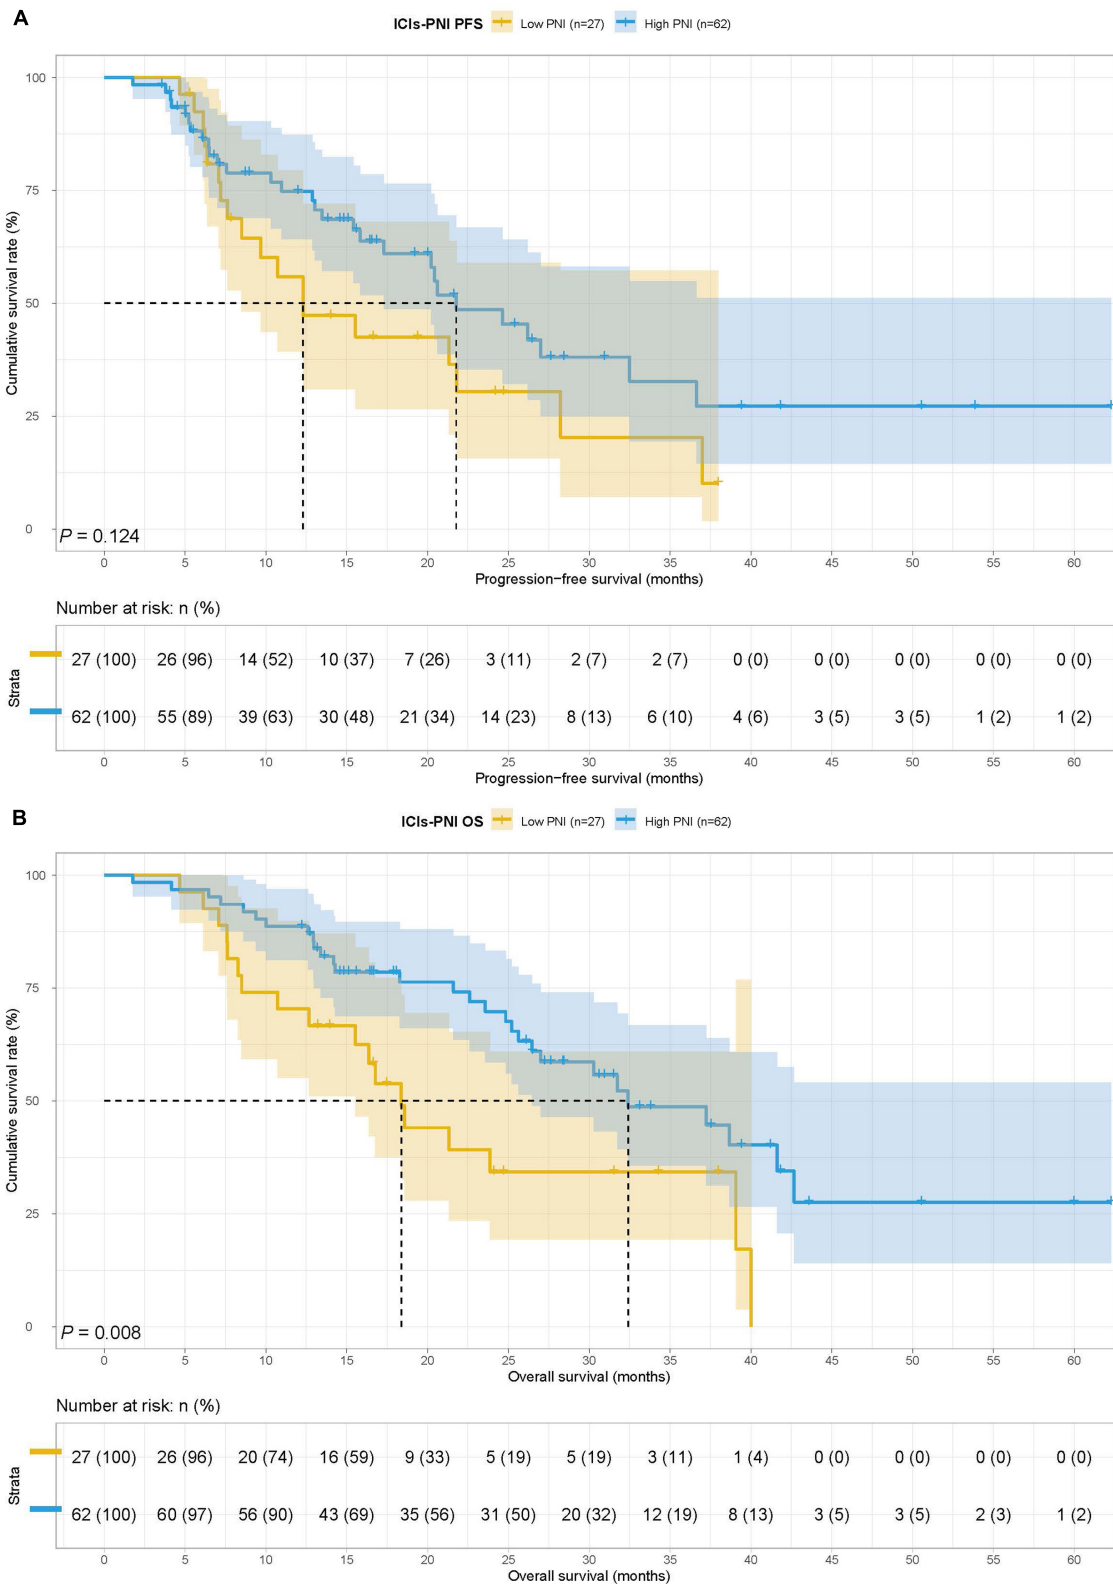 A
ICIs-PNI PFS Low PNI (n=27) High PNI (n=62)
Cumulative survival rate (%)
100
75
50
25
0
P = 0.124
0 5 10 15 20 25 30 35 40 45 50 55 60
Progression-free survival (months)
Number at risk: n (%)
Strata
27 (100) 26 (96) 14 (52) 10 (37) 7 (26) 3 (11) 2 (7) 2 (7) 0 (0) 0 (0) 0 (0) 0 (0) 0 (0)
62 (100) 55 (89) 39 (63) 30 (48) 21 (34) 14 (23) 8 (13) 6 (10) 4 (6) 3 (5) 3 (5) 1 (2) 1 (2)
0 5 10 15 20 25 30 35 40 45 50 55 60
Progression-free survival (months)
B
ICIs-PNI OS Low PNI (n=27) High PNI (n=62)
Cumulative survival rate (%)
100
75
50
25
0
P = 0.008
0 5 10 15 20 25 30 35 40 45 50 55 60
Overall survival (months)
Number at risk: n (%)
Strata
27 (100) 26 (96) 20 (74) 16 (59) 9 (33) 5 (19) 5 (19) 3 (11) 1 (4) 0 (0) 0 (0) 0 (0) 0 (0)
62 (100) 60 (97) 56 (90) 43 (69) 35 (56) 31 (50) 20 (32) 12 (19) 8 (13) 3 (5) 3 (5) 2 (3) 1 (2)
0 5 10 15 20 25 30 35 40 45 50 55 60
Overall survival (months)